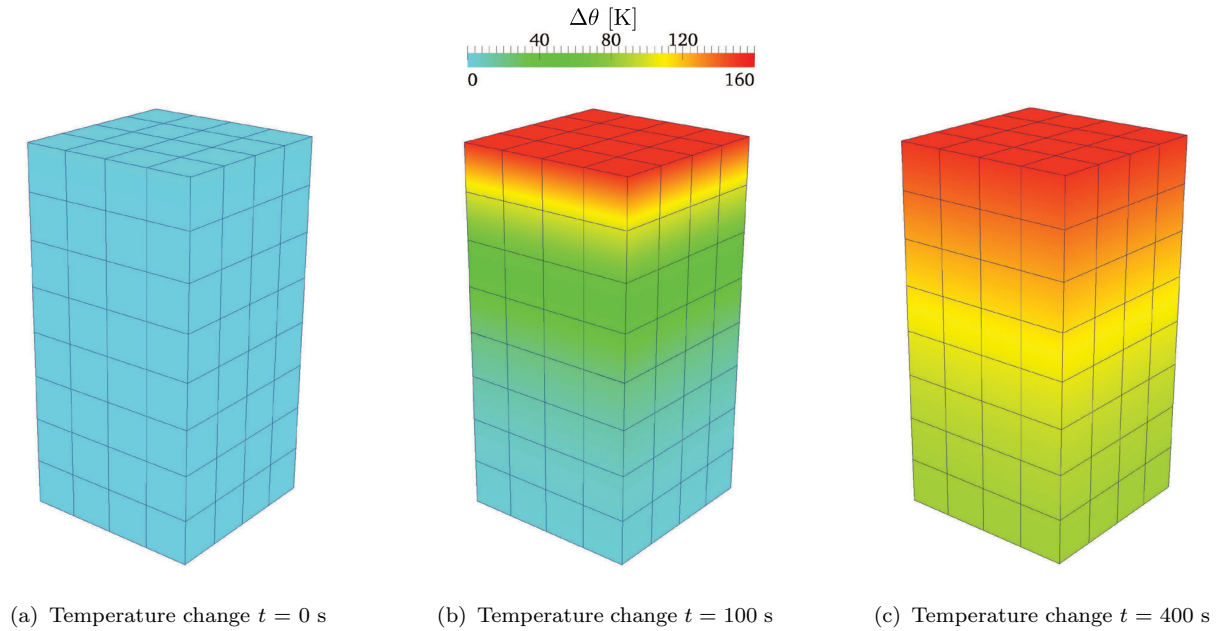 Δθ [K]
40 80 120
0 160
(a) Temperature change t = 0 s
(b) Temperature change t = 100 s
(c) Temperature change t = 400 s